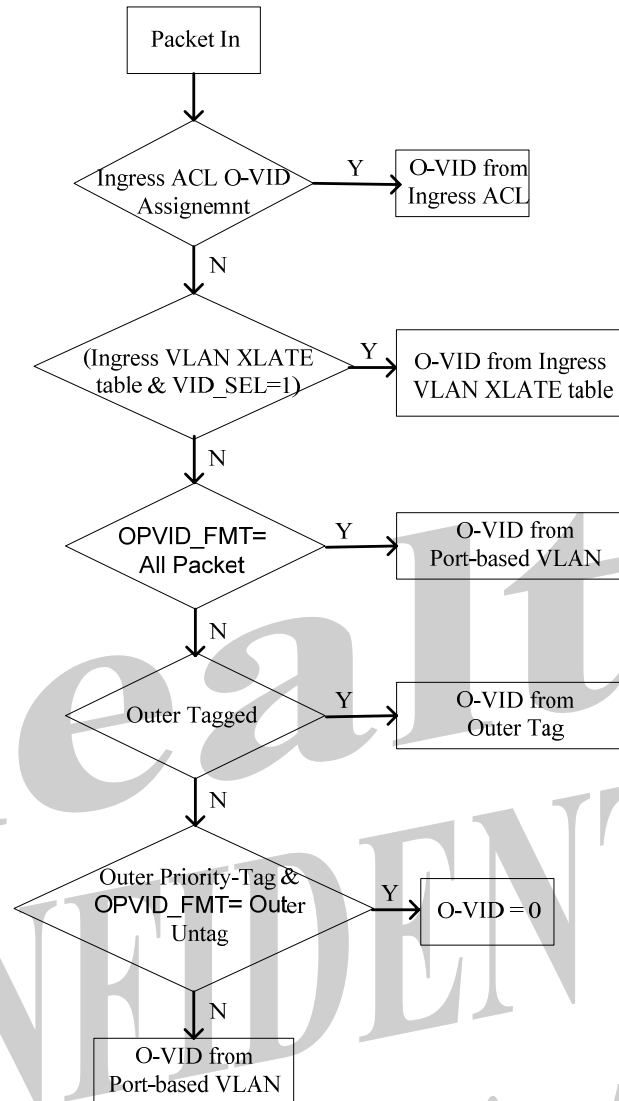 Packet In
Ingress ACL O-VID
Assignemnt
Y
O-VID from
Ingress ACL
N
(Ingress VLAN XLATE
table & VID_SEL=1)
Y
O-VID from Ingress
VLAN XLATE table
N
OPVID_FMT=
All Packet
Y
O-VID from
Port-based VLAN
N
Outer Tagged
Y
O-VID from
Outer Tag
N
Outer Priority-Tag &
OPVID_FMT= Outer
Untag
Y
O-VID = 0
N
O-VID from
Port-based VLAN